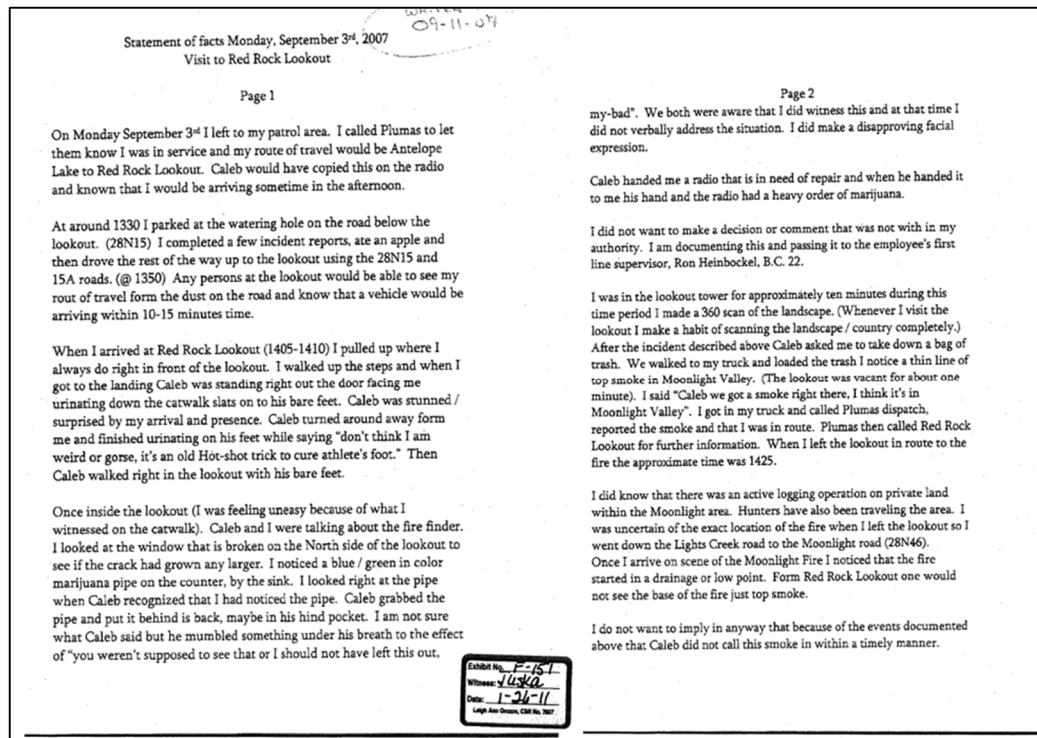 09-11-07
Statement of facts Monday, September 3rd, 2007
Visit to Red Rock Lookout
Page 1
On Monday September 3rd I left to my patrol area. I called Plumas to let
them know I was in service and my route of travel would be Antelope
Lake to Red Rock Lookout. Caleb would have copied this on the radio
and known that I would be arriving sometime in the afternoon.
At around 1330 I parked at the watering hole on the road below the
lookout. (28N15) I completed a few incident reports, ate an apple and
then drove the rest of the way up to the lookout using the 28N15 and
15A roads. (@ 1350) Any persons at the lookout would be able to see my
rout of travel form the dust on the road and know that a vehicle would be
arriving within 10-15 minutes time.
When I arrived at Red Rock Lookout (1405-1410) I pulled up where I
always do right in front of the lookout. I walked up the steps and when I
got to the landing Caleb was standing right out the door facing me
urinating down the catwalk slats on to his bare feet. Caleb was stunned /
surprised by my arrival and presence. Caleb turned around away form
me and finished urinating on his feet while saying "don't think I am
weird or gorse, it's an old Hot-shot trick to cure athlete's foot." Then
Caleb walked right in the lookout with his bare feet.
Once inside the lookout (I was feeling uneasy because of what I
witnessed on the catwalk). Caleb and I were talking about the fire finder.
I looked at the window that is broken on the North side of the lookout to
see if the crack had grown any larger. I noticed a blue / green in color
marijuana pipe on the counter, by the sink. I looked right at the pipe
when Caleb recognized that I had noticed the pipe. Caleb grabbed the
pipe and put it behind is back, maybe in his hind pocket. I am not sure
what Caleb said but he mumbled something under his breath to the effect
of "you weren't supposed to see that or I should not have left this out,
Page 2
my-bad". We both were aware that I did witness this and at that time I
did not verbally address the situation. I did make a disapproving facial
expression.
Caleb handed me a radio that is in need of repair and when he handed it
to me his hand and the radio had a heavy order of marijuana.
I did not want to make a decision or comment that was not with in my
authority. I am documenting this and passing it to the employee's first
line supervisor, Ron Heinbockel, B.C. 22.
I was in the lookout tower for approximately ten minutes during this
time period I made a 360 scan of the landscape. (Whenever I visit the
lookout I make a habit of scanning the landscape / country completely.)
After the incident described above Caleb asked me to take down a bag of
trash. We walked to my truck and loaded the trash I notice a thin line of
top smoke in Moonlight Valley. (The lookout was vacant for about one
minute). I said "Caleb we got a smoke right there, I think it's in
Moonlight Valley". I got in my truck and called Plumas dispatch,
reported the smoke and that I was in route. Plumas then called Red Rock
Lookout for further information. When I left the lookout in route to the
fire the approximate time was 1425.
I did know that there was an active logging operation on private land
within the Moonlight area. Hunters have also been traveling the area. I
was uncertain of the exact location of the fire when I left the lookout so I
went down the Lights Creek road to the Moonlight road (28N46).
Once I arrive on scene of the Moonlight Fire I noticed that the fire
started in a drainage or low point. Form Red Rock Lookout one would
not see the base of the fire just top smoke.
I do not want to imply in anyway that because of the events documented
above that Caleb did not call this smoke in within a timely manner.
Exhibit No. F-151
Witness: Juska
Date: 1-26-11
Leigh Ann CSR No.